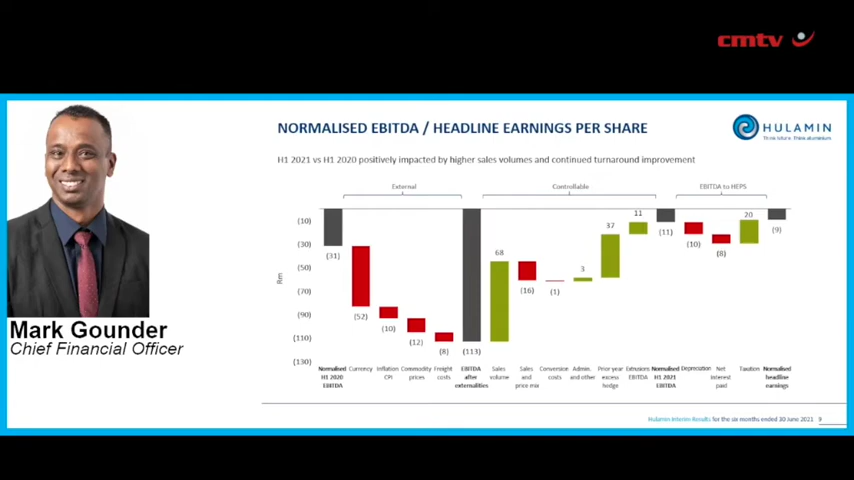 cmtv
NORMALISED EBITDA / HEADLINE EARNINGS PER SHARE
HULAMIN
Think future. Think aluminium.
H1 2021 vs H1 2020 positively impacted by higher sales volumes and continued turnaround improvement
External
Controllable
EBITDA to HEPS
Rm
(10)
(30)
(50)
(70)
(90)
(110)
(130)
(31)
(52)
(10)
(12)
(8)
(113)
68
(16)
(1)
3
37
11
(11)
(10)
(8)
20
(9)
Normalised H1 2020 EBITDA
Currency
Inflation CPI
Commodity prices
Freight costs
EBITDA after externalities
Sales volume
Sales and price mix
Conversion costs
Admin. and other
Prior year excess hedge
Extrusions EBITDA
Normalised H1 2021 EBITDA
Depreciation
Net interest paid
Taxation
Normalised headline earnings
Mark Gounder
Chief Financial Officer
Hulamin Interim Results for the six months ended 30 June 2021 9